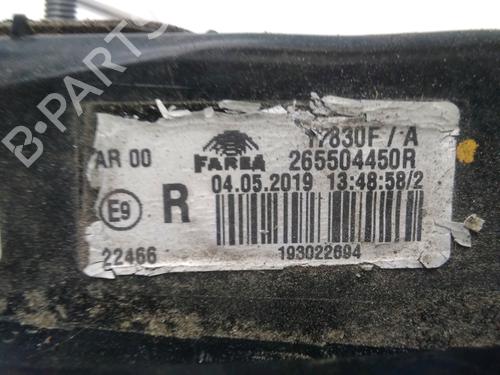 17830F / A
AR 00
FAREA
265504450R
E9
R
04.05.2019 13:48:58/2
22466
193022694
B-PARTS